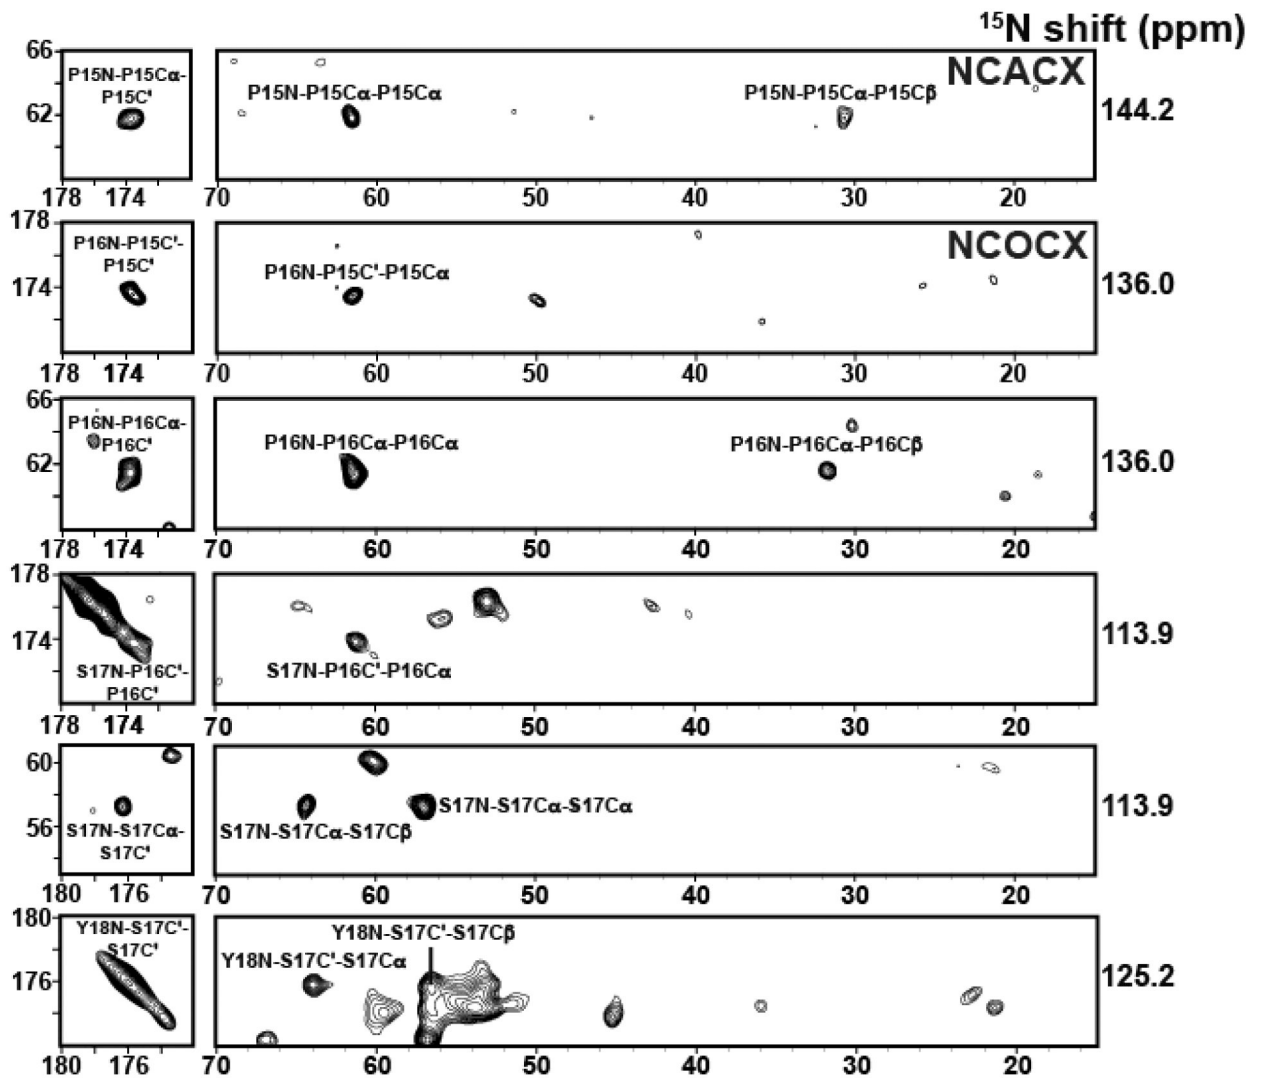 ¹⁵N shift (ppm)
66
62
P15N-P15Cα-
P15C'
P15N-P15Cα-P15Cα
P15N-P15Cα-P15Cβ
NCACX
144.2
178 174 70 60 50 40 30 20
178
174
P16N-P15C'-
P15C'
P16N-P15C'-P15Cα
NCOCX
136.0
178 174 70 60 50 40 30 20
66
62
P16N-P16Cα-
P16C'
P16N-P16Cα-P16Cα
P16N-P16Cα-P16Cβ
136.0
178 174 70 60 50 40 30 20
178
174
S17N-P16C'-
P16C'
S17N-P16C'-P16Cα
113.9
178 174 70 60 50 40 30 20
60
56
S17N-S17Cα-
S17C'
S17N-S17Cα-S17Cβ
S17N-S17Cα-S17Cα
113.9
180 176 70 60 50 40 30 20
180
176
Y18N-S17C'-
S17C'
Y18N-S17C'-S17Cα
Y18N-S17C'-S17Cβ
125.2
180 176 70 60 50 40 30 20